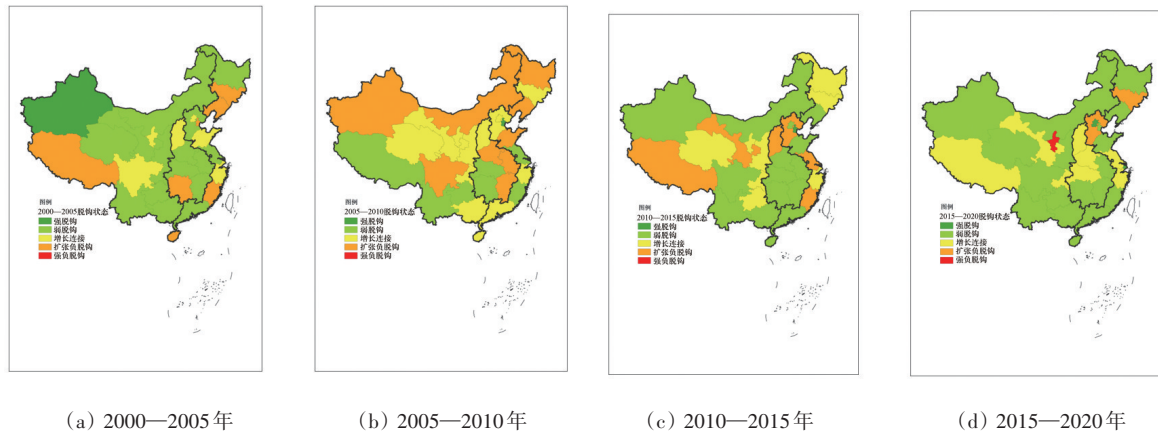 图例
2000—2005脱钩状态
强脱钩
弱脱钩
增长连接
扩张负脱钩
强负脱钩
图例
2005—2010脱钩状态
强脱钩
弱脱钩
增长连接
扩张负脱钩
强负脱钩
图例
2010—2015脱钩状态
强脱钩
弱脱钩
增长连接
扩张负脱钩
强负脱钩
图例
2015—2020脱钩状态
强脱钩
弱脱钩
增长连接
扩张负脱钩
强负脱钩
(a) 2000—2005年
(b) 2005—2010年
(c) 2010—2015年
(d) 2015—2020年